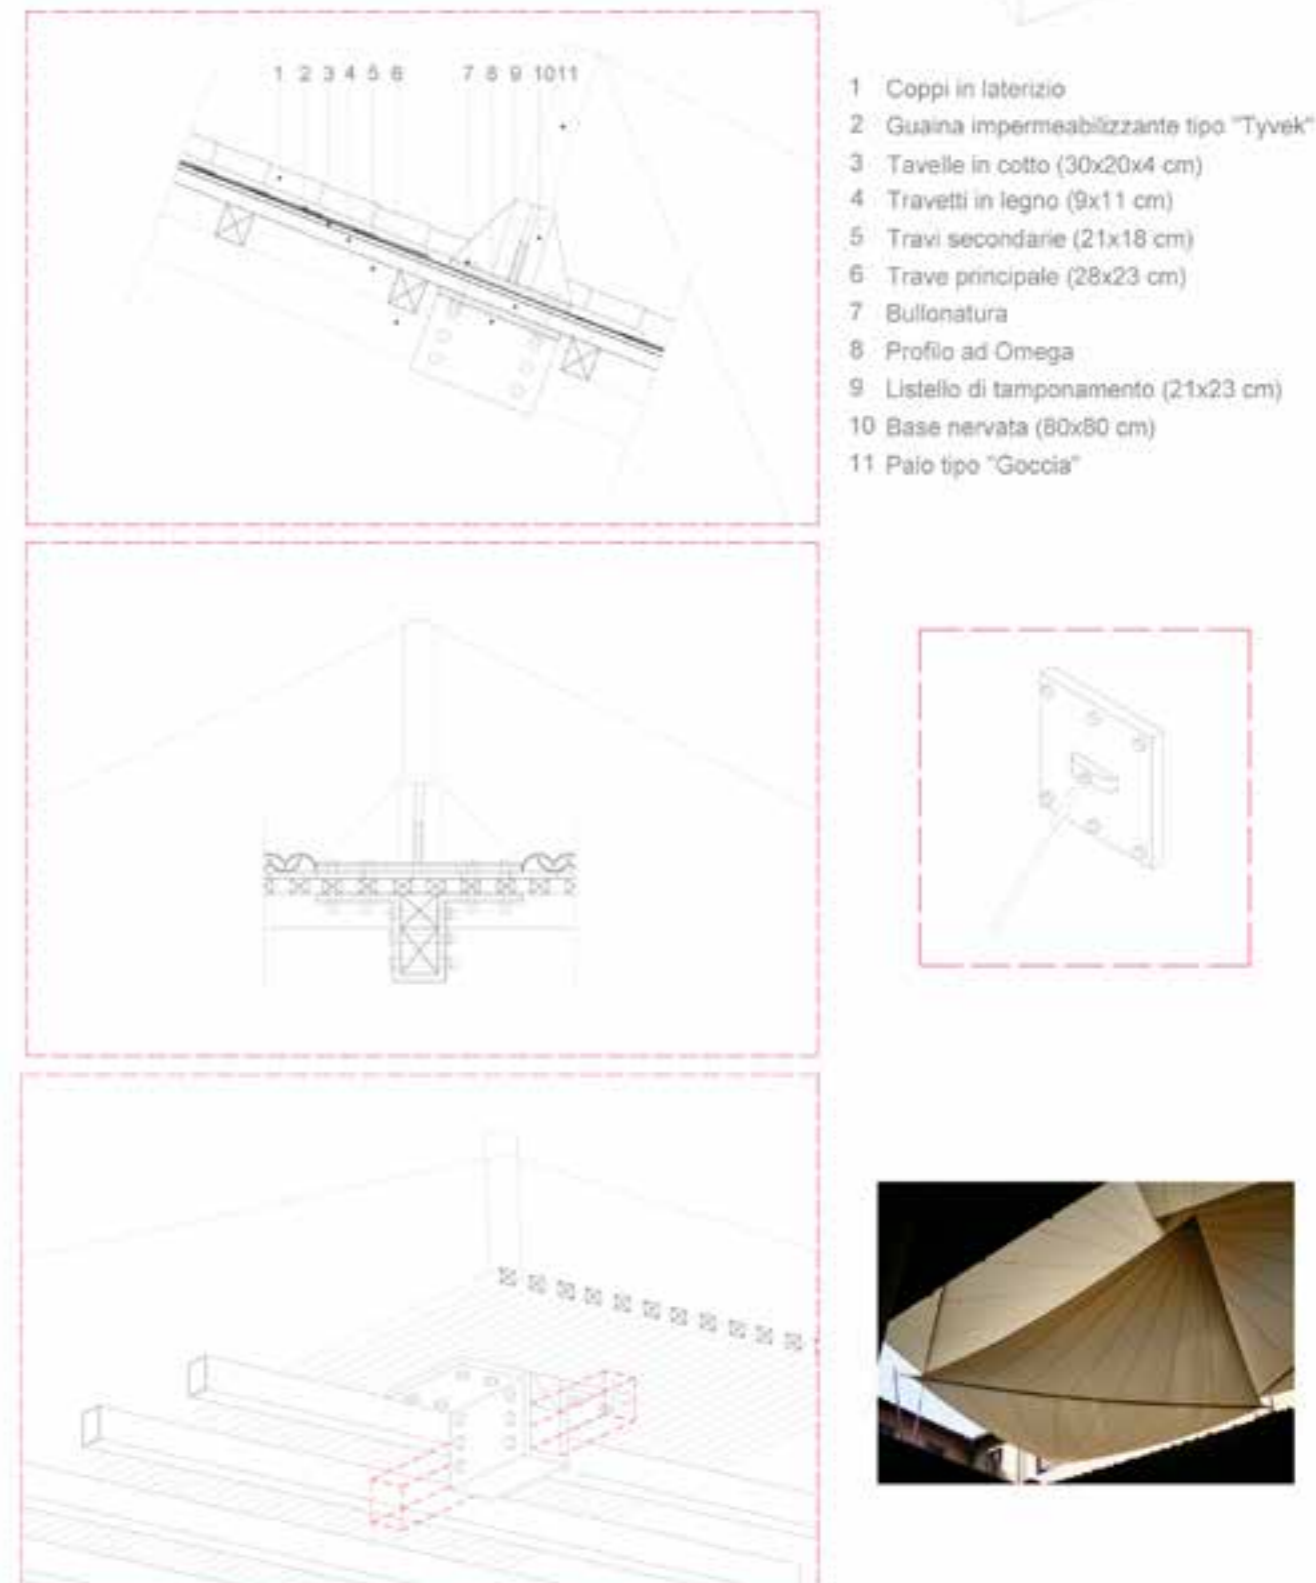 1 2 3 4 5 6 7 8 9 10 11
1 Coppi in laterizio
2 Guaina impermeabilizzante tipo "Tyvek"
3 Tavelle in cotto (30x20x4 cm)
4 Travetti in legno (9x11 cm)
5 Travi secondarie (21x18 cm)
6 Trave principale (28x23 cm)
7 Bullonatura
8 Profilo ad Omega
9 Listello di tamponamento (21x23 cm)
10 Base nervata (80x80 cm)
11 Palo tipo "Goccia"